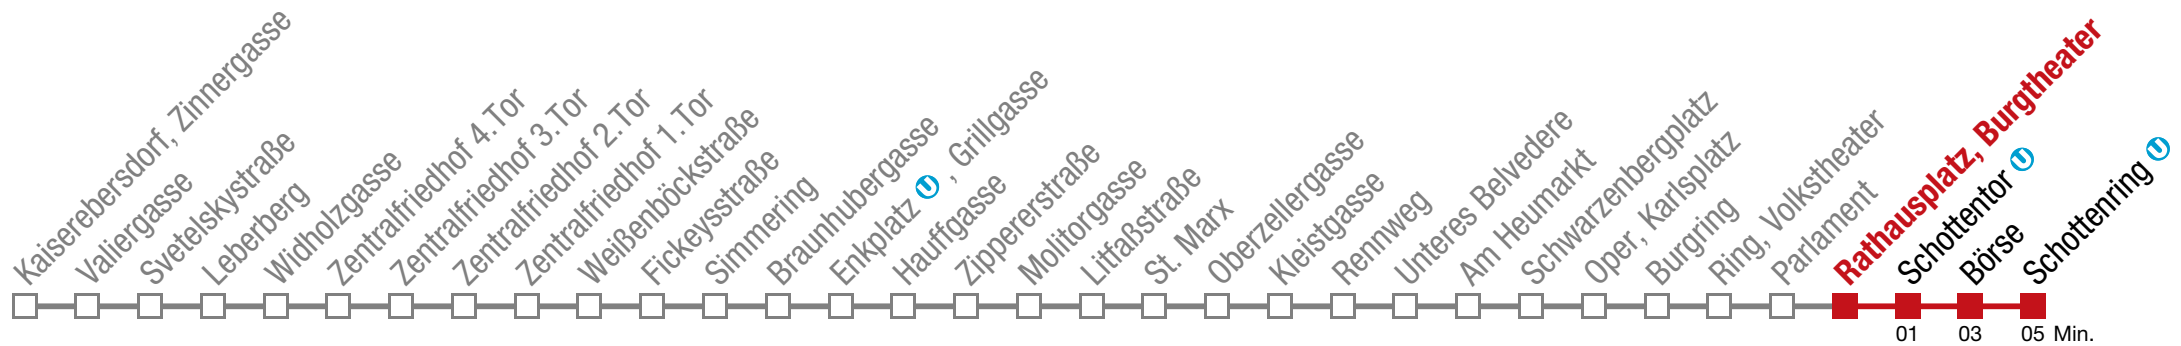 Kaiserebersdorf, Zinnergasse
Valiergasse
Svetelskystraße
Leberberg
Widholzgasse
Zentralfriedhof 4.Tor
Zentralfriedhof 3.Tor
Zentralfriedhof 2.Tor
Zentralfriedhof 1.Tor
Weißenböckstraße
Fickeysstraße
Simmering
Braunhubergasse
Enkplatz U, Grillgasse
Hauffgasse
Zippererstraße
Molitorgasse
Litfaßstraße
St. Marx
Oberzellergasse
Kleistgasse
Rennweg
Unteres Belvedere
Am Heumarkt
Schwarzenbergplatz
Oper, Karlsplatz
Burgring
Ring, Volkstheater
Parlament
Rathausplatz, Burgtheater
Schottentor U
Börse
Schottenring U
01 03 05 Min.